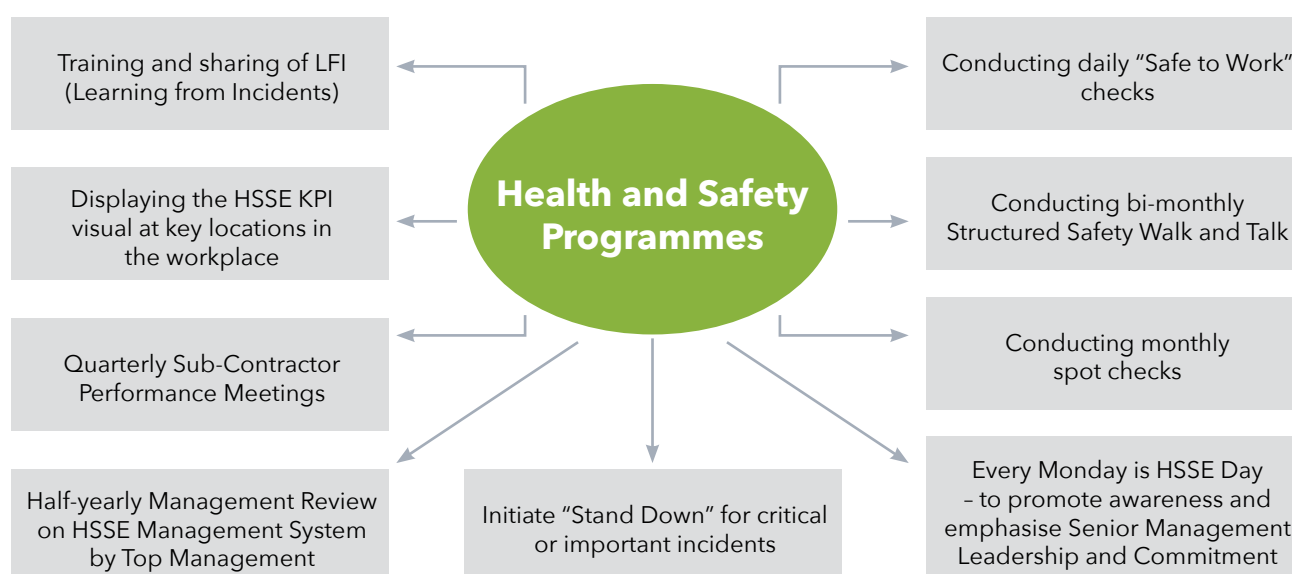 Health and Safety
Programmes
Training and sharing of LFI
(Learning from Incidents)
Displaying the HSSE KPI
visual at key locations in
the workplace
Quarterly Sub-Contractor
Performance Meetings
Half-yearly Management Review
on HSSE Management System
by Top Management
Initiate “Stand Down” for critical
or important incidents
Conducting daily “Safe to Work”
checks
Conducting bi-monthly
Structured Safety Walk and Talk
Conducting monthly
spot checks
Every Monday is HSSE Day
– to promote awareness and
emphasise Senior Management
Leadership and Commitment